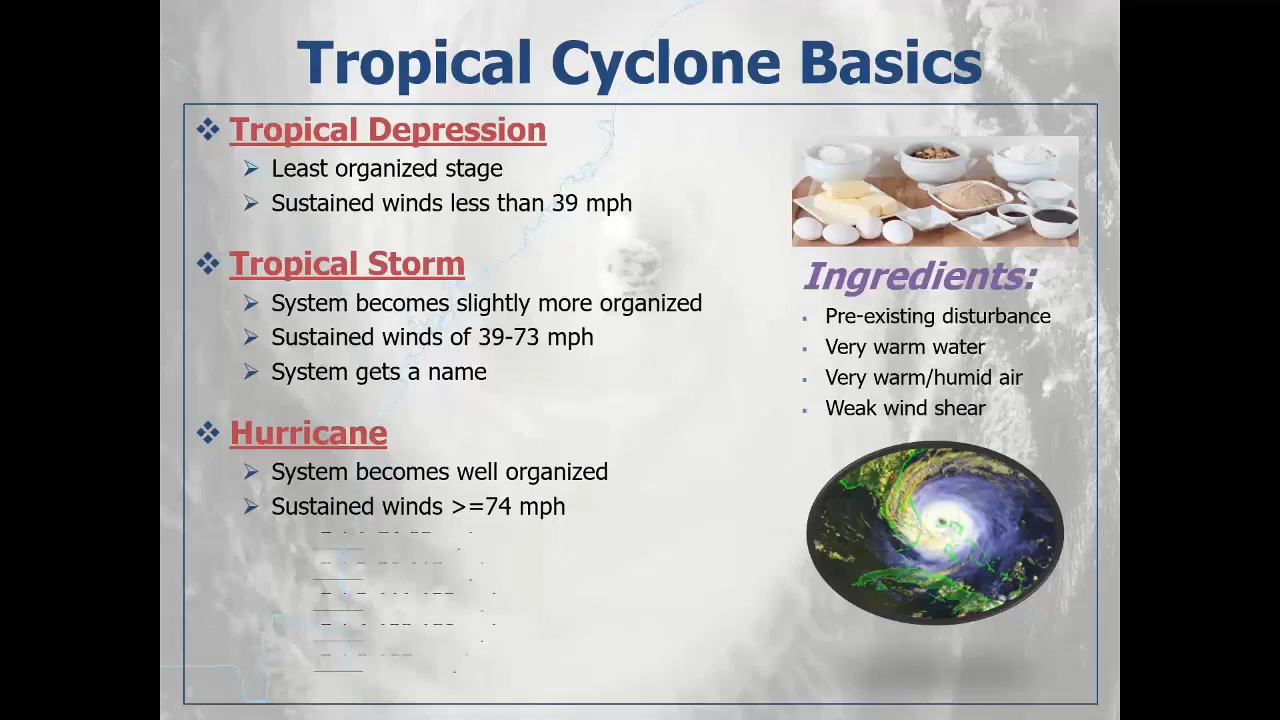 Tropical Cyclone Basics
Tropical Depression
Least organized stage
Sustained winds less than 39 mph
Tropical Storm
System becomes slightly more organized
Sustained winds of 39-73 mph
System gets a name
Hurricane
System becomes well organized
Sustained winds >=74 mph
Ingredients:
Pre-existing disturbance
Very warm water
Very warm/humid air
Weak wind shear